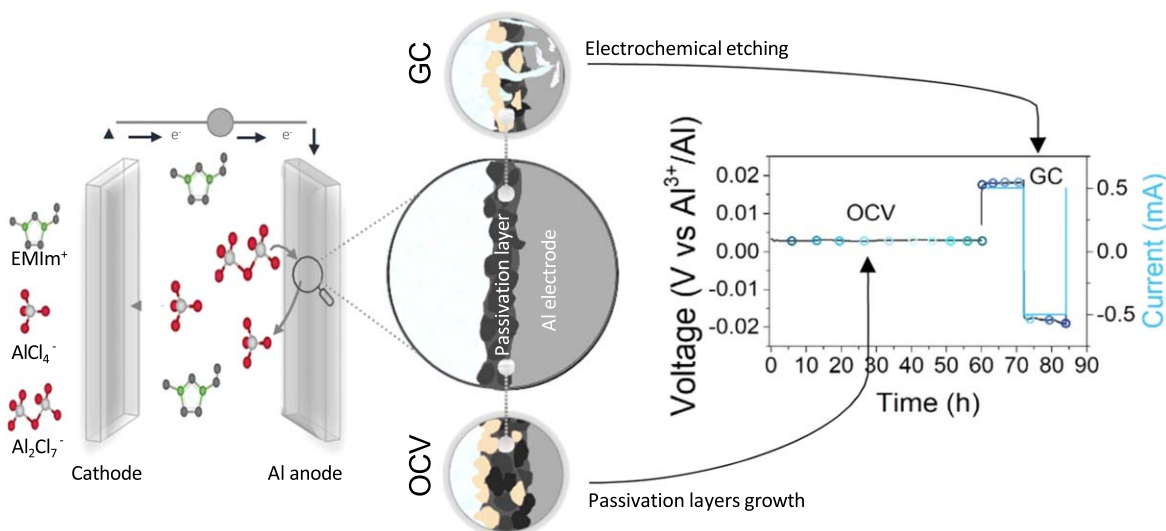 GC
Electrochemical etching
e-
e-
EMIm⁺
AlCl₄⁻
Al₂Cl₇⁻
Cathode
Al anode
Passivation layer
Al electrode
OCV
Passivation layers growth
Voltage (V vs Al³⁺/Al)
0.02
0.01
0.00
-0.01
-0.02
OCV
GC
0.5
0.0
-0.5
Current (mA)
0 10 20 30 40 50 60 70 80 90
Time (h)